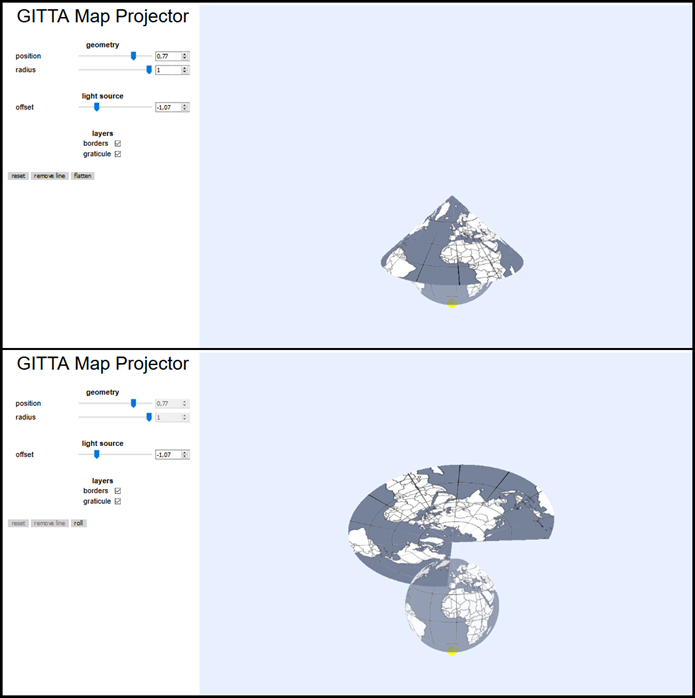 GITTA Map Projector
geometry
position 0.77
radius 1
light source
offset -1.07
layers
borders
graticule
reset remove line flatten
GITTA Map Projector
geometry
position 0.77
radius 1
light source
offset -1.07
layers
borders
graticule
reset remove line roll